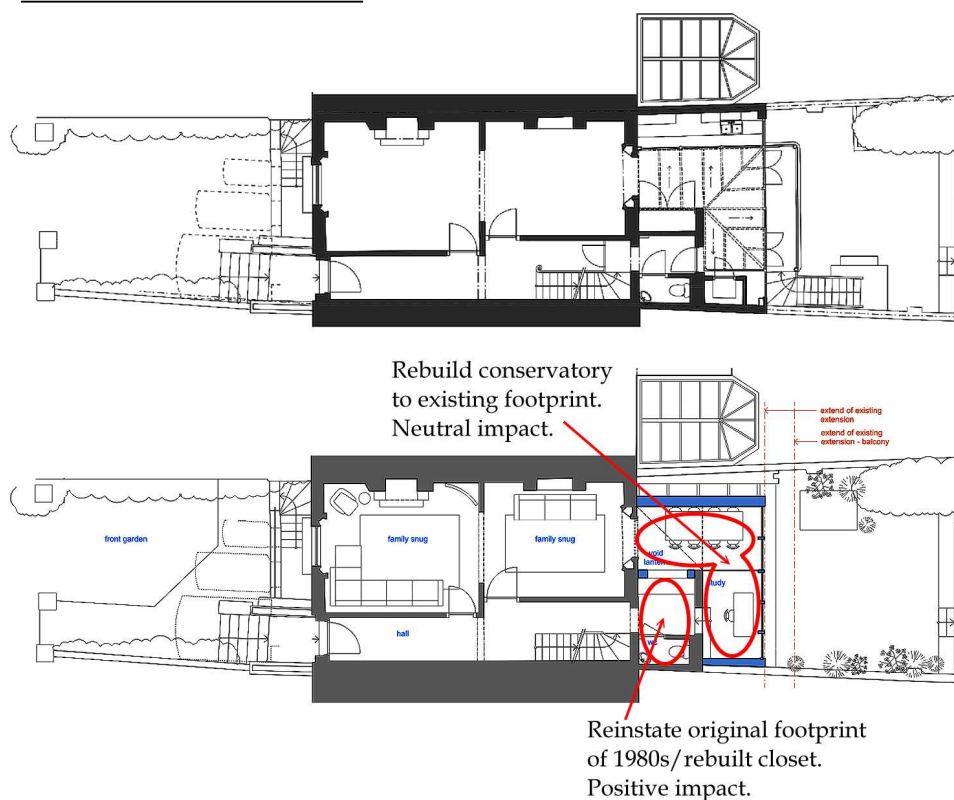 Rebuild conservatory
to existing footprint.
Neutral impact.
extend of existing
extension
extend of existing
extension - balcony
front garden
family snug
family snug
void
lantern
study
hall
wc
Reinstate original footprint
of 1980s/rebuilt closet.
Positive impact.